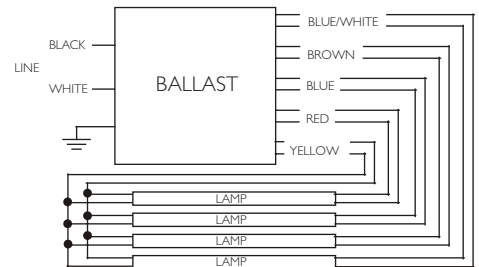 BLUE/WHITE
BLACK
BROWN
LINE
BALLAST
WHITE
BLUE
RED
YELLOW
LAMP
LAMP
LAMP
LAMP